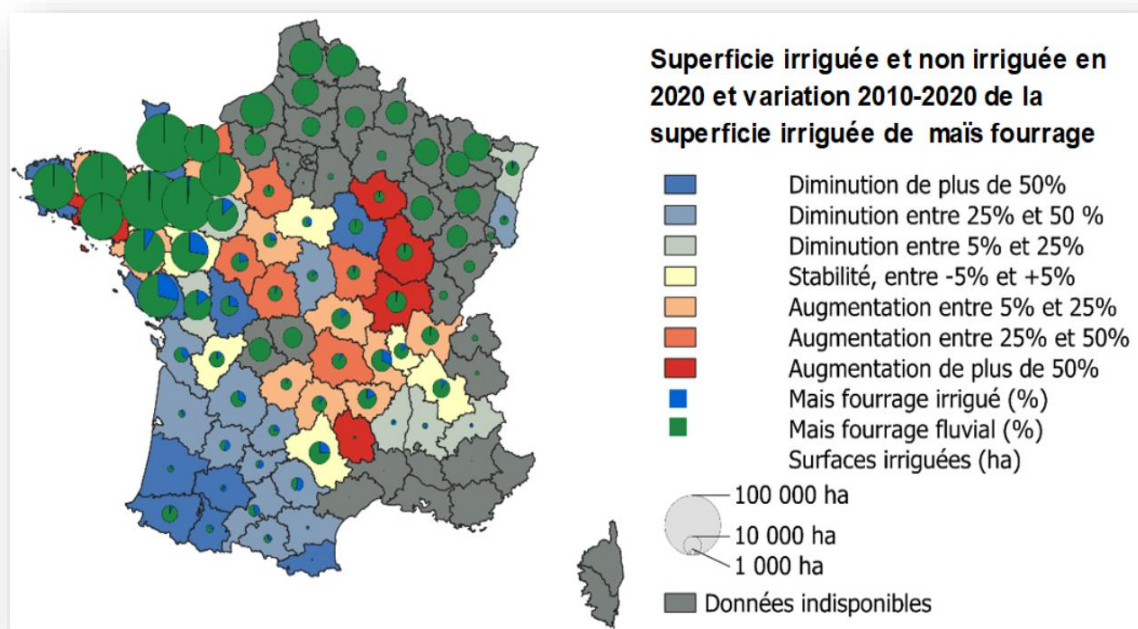 Superficie irriguée et non irriguée en
2020 et variation 2010-2020 de la
superficie irriguée de maïs fourrage
Diminution de plus de 50%
Diminution entre 25% et 50 %
Diminution entre 5% et 25%
Stabilité, entre -5% et +5%
Augmentation entre 5% et 25%
Augmentation entre 25% et 50%
Augmentation de plus de 50%
Mais fourrage irrigué (%)
Mais fourrage fluvial (%)
Surfaces irriguées (ha)
100 000 ha
10 000 ha
1 000 ha
Données indisponibles